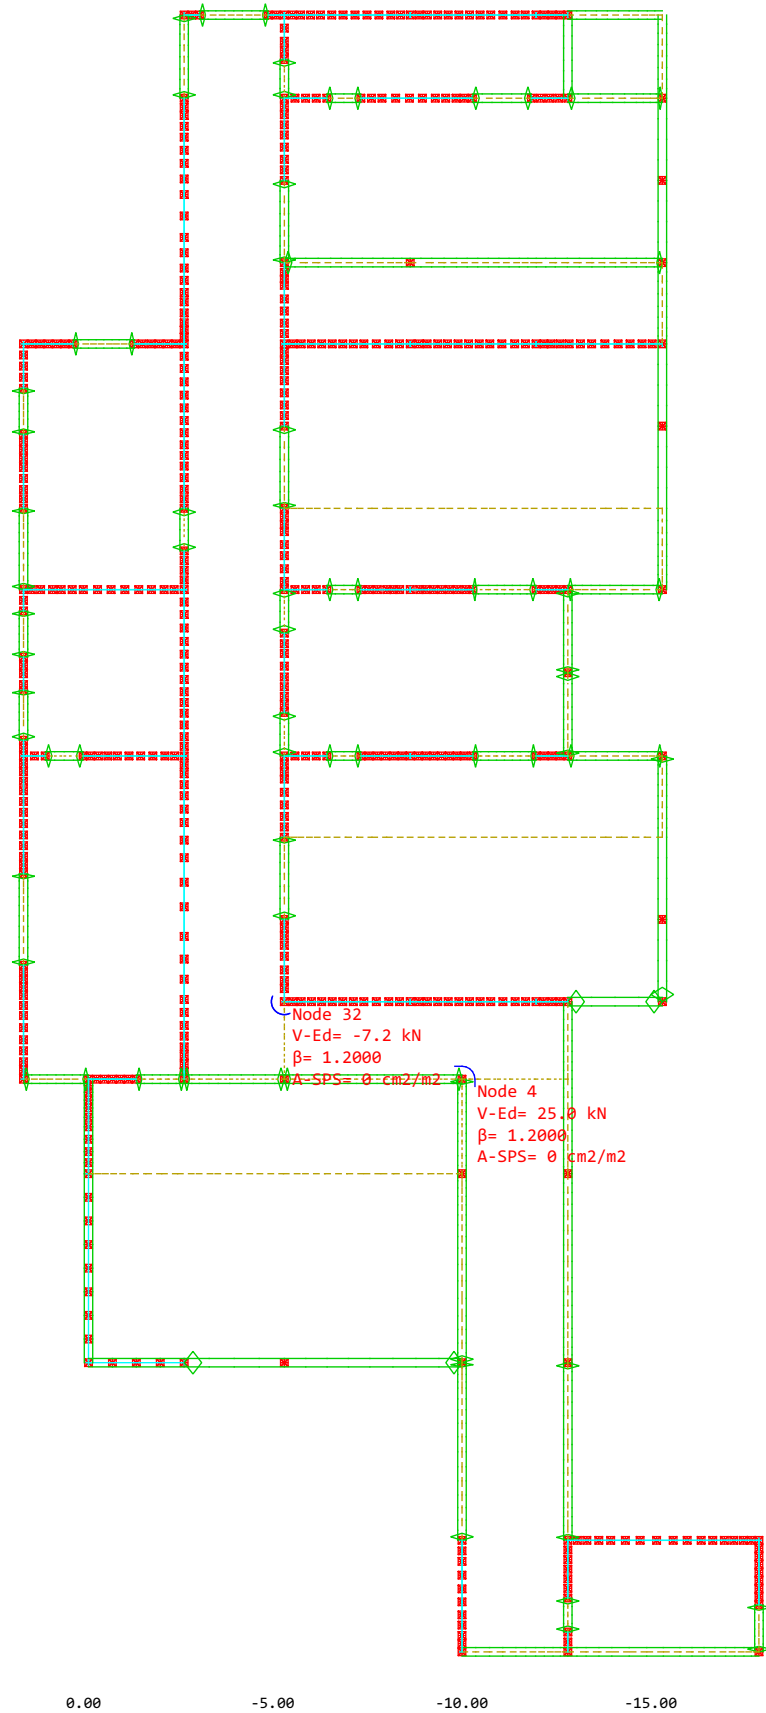 Node 32
V-Ed= -7.2 kN
β= 1.2000
A-SPS= 0 cm2/m2
Node 4
V-Ed= 25.0 kN
β= 1.2000
A-SPS= 0 cm2/m2
0.00 -5.00 -10.00 -15.00